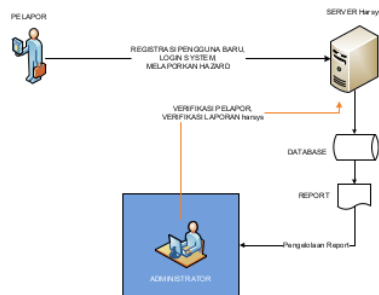 SERVER Harsy
PELAPOR
REGISTRASI PENGGUNA BARU,
LOGIN SYSTEM,
MELAPORKAN HAZARD
VERIFIKASI PELAPOR,
VERIFIKASI LAPORAN harsys
DATABASE
REPORT
Pengelolaan Report
ADMINISTRATOR